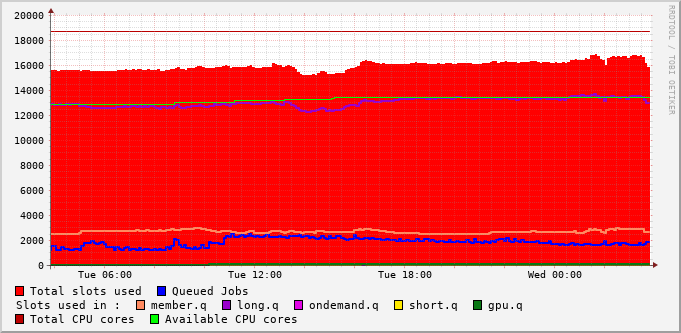 20000
18000
16000
14000
12000
10000
8000
6000
4000
2000
0
Tue 06:00 Tue 12:00 Tue 18:00 Wed 00:00
Total slots used Queued Jobs
Slots used in : member.q long.q ondemand.q short.q gpu.q
Total CPU cores Available CPU cores
RRDTOOL / TOBI OETIKER